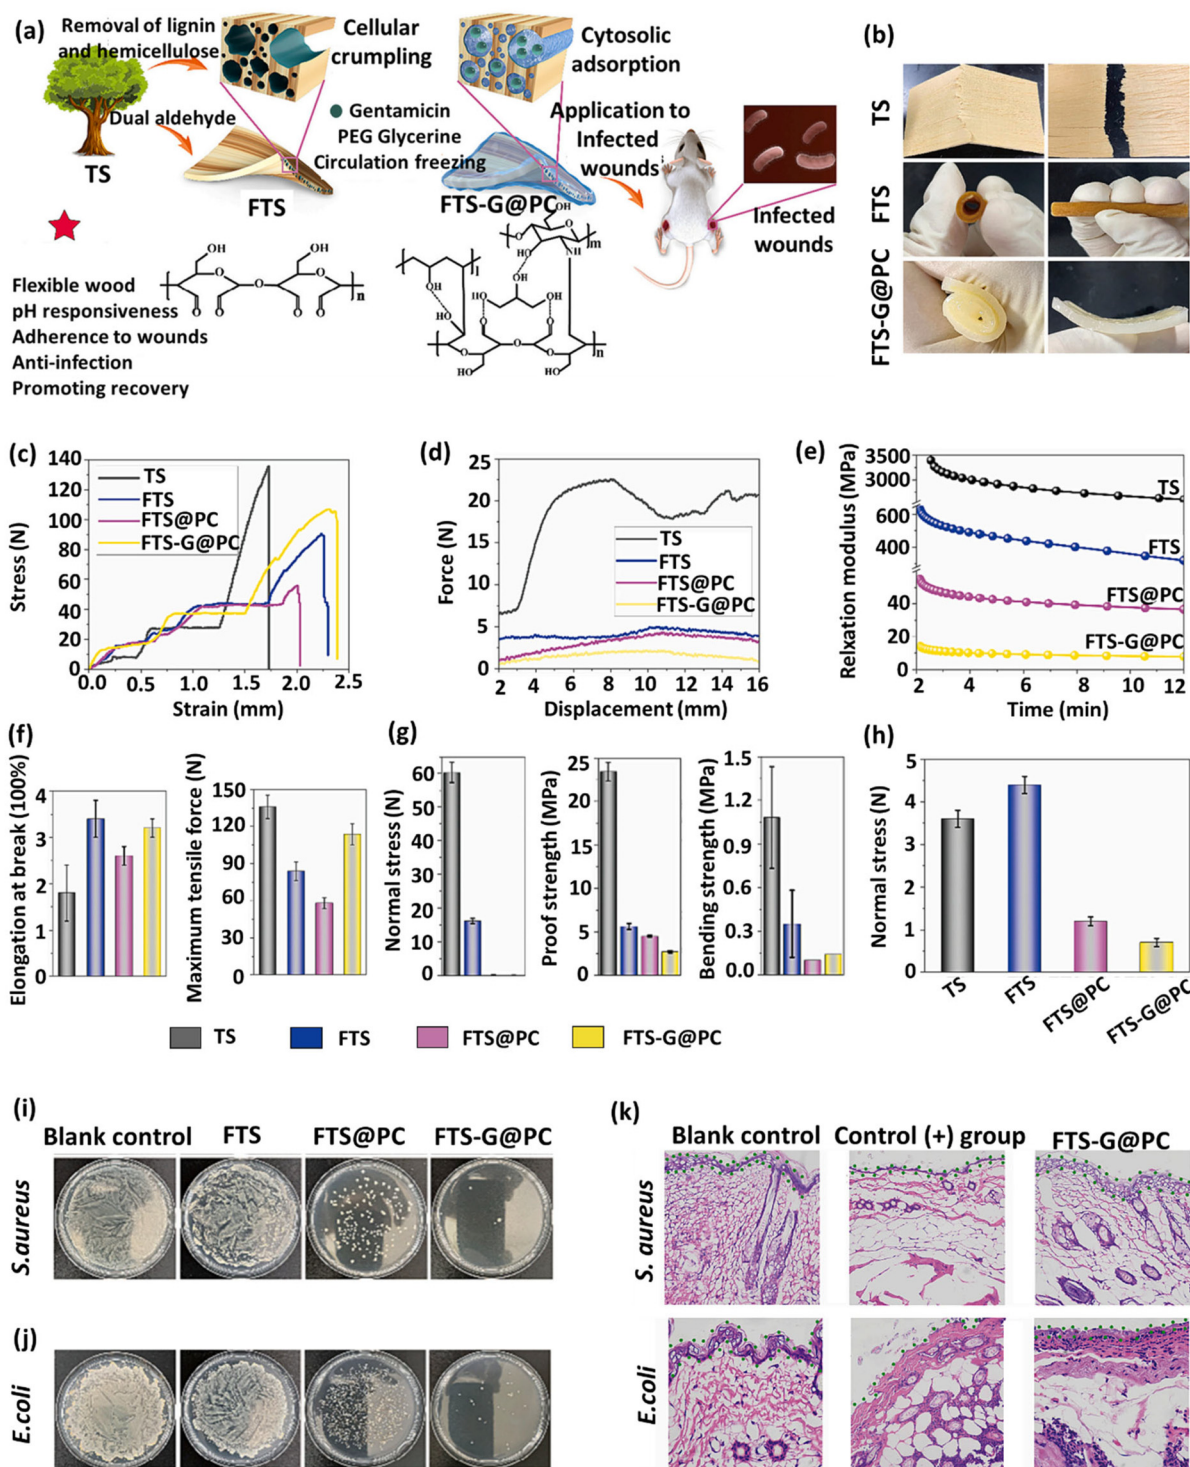 (a)
Removal of lignin
and hemicellulose
Cellular
crumpling
Cytosolic
adsorption
Dual aldehyde
Gentamicin
PEG Glycerine
Circulation freezing
Application to
Infected
wounds
TS
FTS
FTS-G@PC
Infected
wounds
Flexible wood
pH responsiveness
Adherence to wounds
Anti-infection
Promoting recovery
OH
OH
O
O
O
O
O
n
OH
O
O
m
HO
NH
l
OH
OH
HO
HO
OH
O
O
O
O
O
n
HO
OH
(b)
TS
FTS
FTS-G@PC
(c)
Stress (N)
140
120
100
80
60
40
20
0
TS
FTS
FTS@PC
FTS-G@PC
0.0 0.5 1.0 1.5 2.0 2.5
Strain (mm)
(d)
Force (N)
25
20
15
10
5
0
TS
FTS
FTS@PC
FTS-G@PC
2 4 6 8 10 12 14 16
Displacement (mm)
(e)
Relxation modulus (MPa)
3500
3000
600
400
40
20
10
0
TS
FTS
FTS@PC
FTS-G@PC
2 4 6 8 10 12
Time (min)
(f)
Elongation at break (100%)
4
3
2
1
0
Maximum tensile force (N)
150
120
90
60
30
0
(g)
Normal stress (N)
60
50
40
30
20
10
0
Proof strength (MPa)
25
20
15
10
5
0
Bending strength (MPa)
1.5
1.2
0.9
0.6
0.3
0.0
(h)
Normal stress (N)
5
4
3
2
1
0
TS
FTS
FTS@PC
FTS-G@PC
TS
FTS
FTS@PC
FTS-G@PC
(i)
Blank control
FTS
FTS@PC
FTS-G@PC
S.aureus
(j)
E.coli
(k)
Blank control
Control (+) group
FTS-G@PC
S. aureus
E.coli